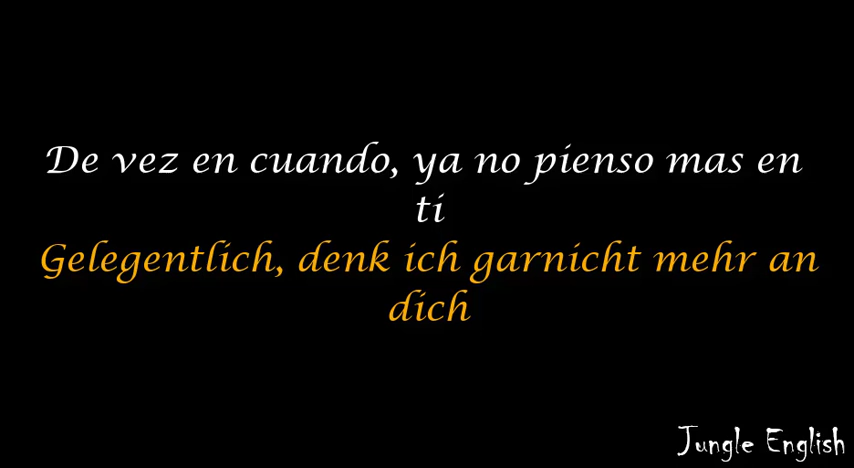 De vez en cuando, ya no pienso mas en
ti
Gelegentlich, denk ich garnicht mehr an
dich
Jungle English